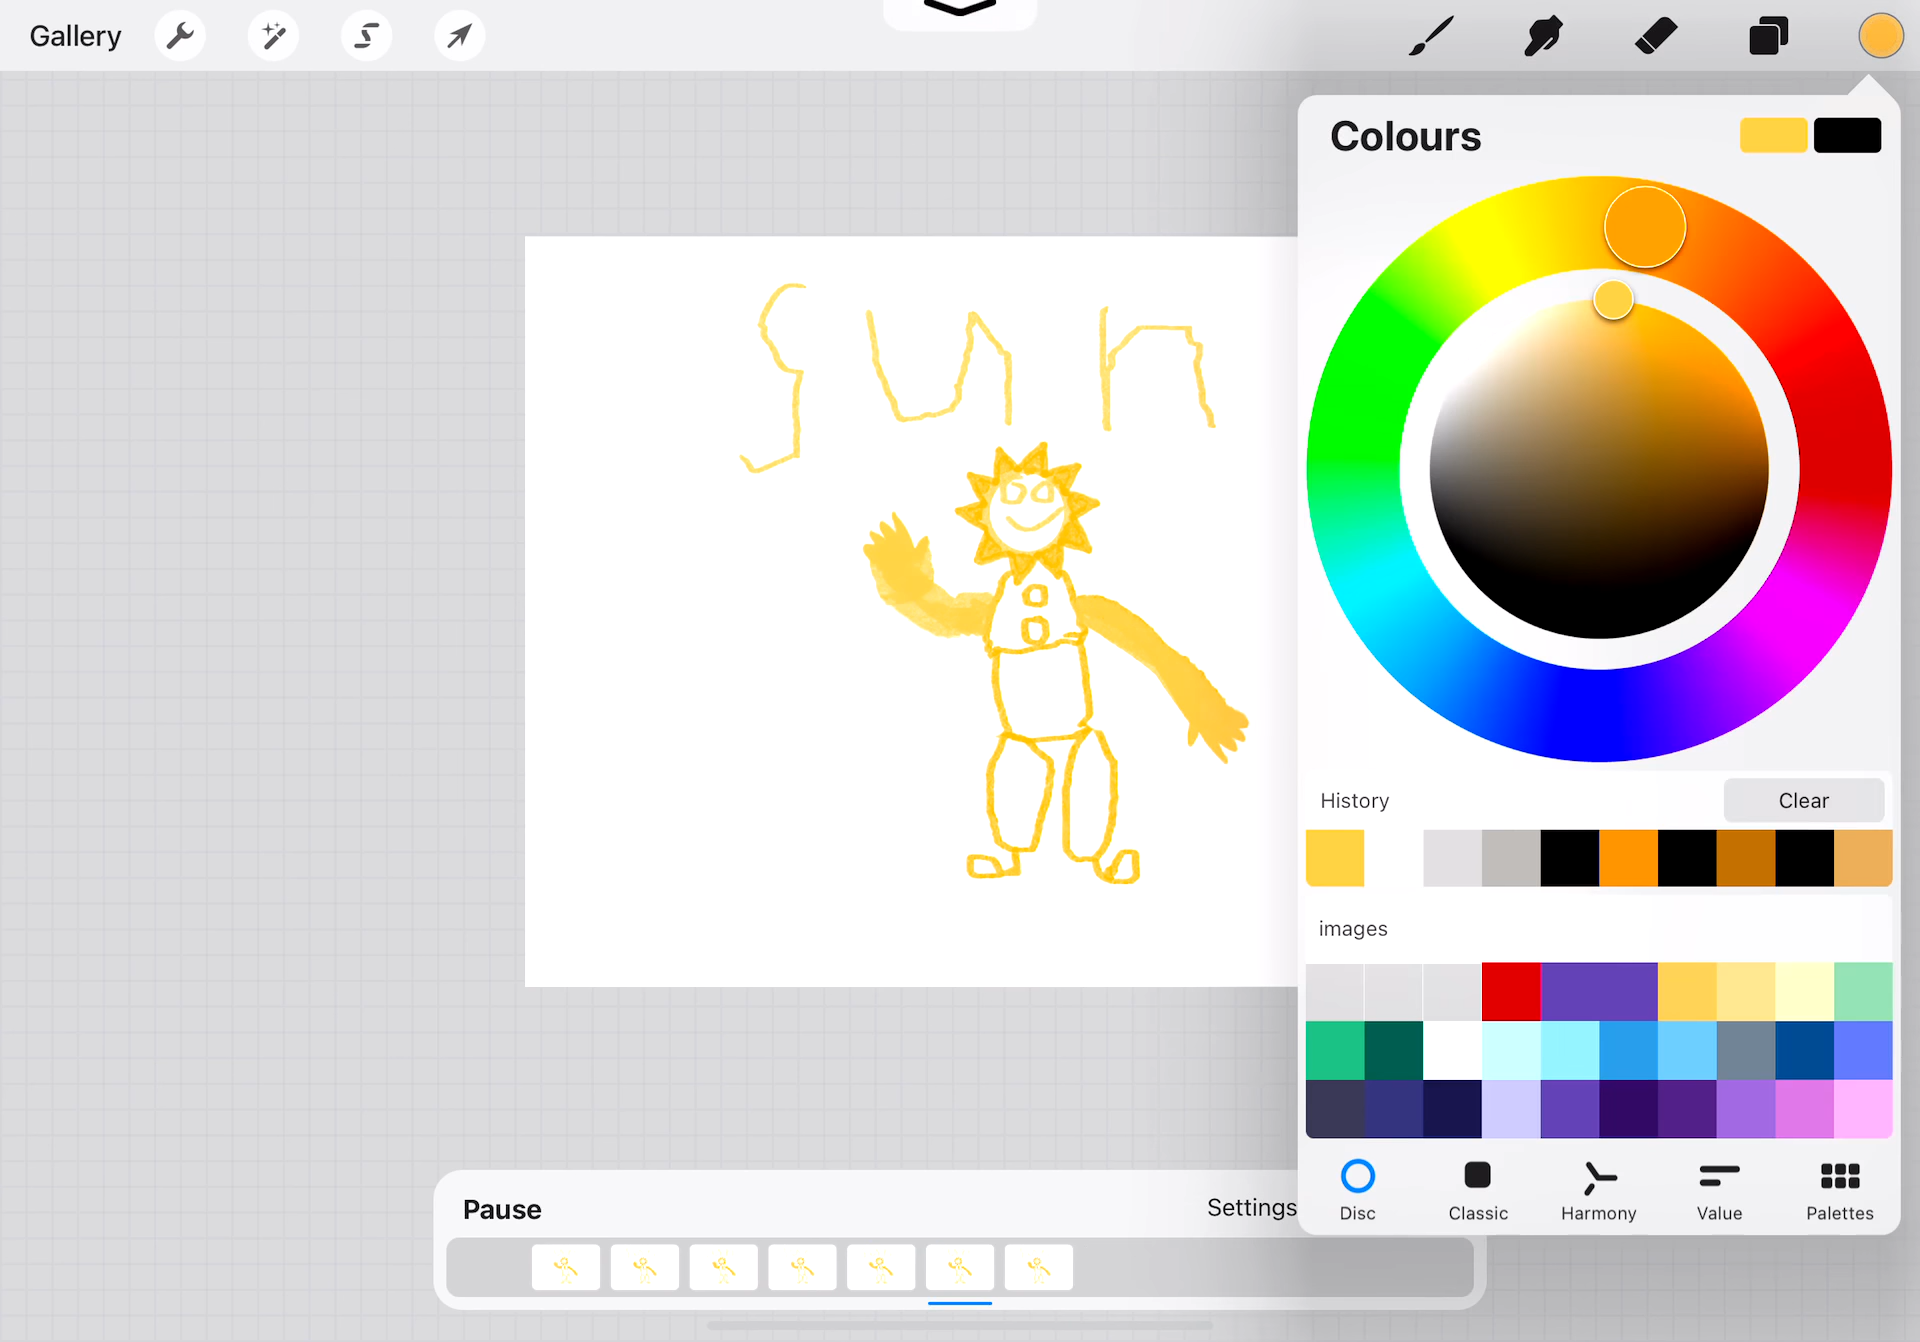 Gallery
Colours
Sun
History
Clear
images
Pause
Settings
Disc
Classic
Harmony
Value
Palettes